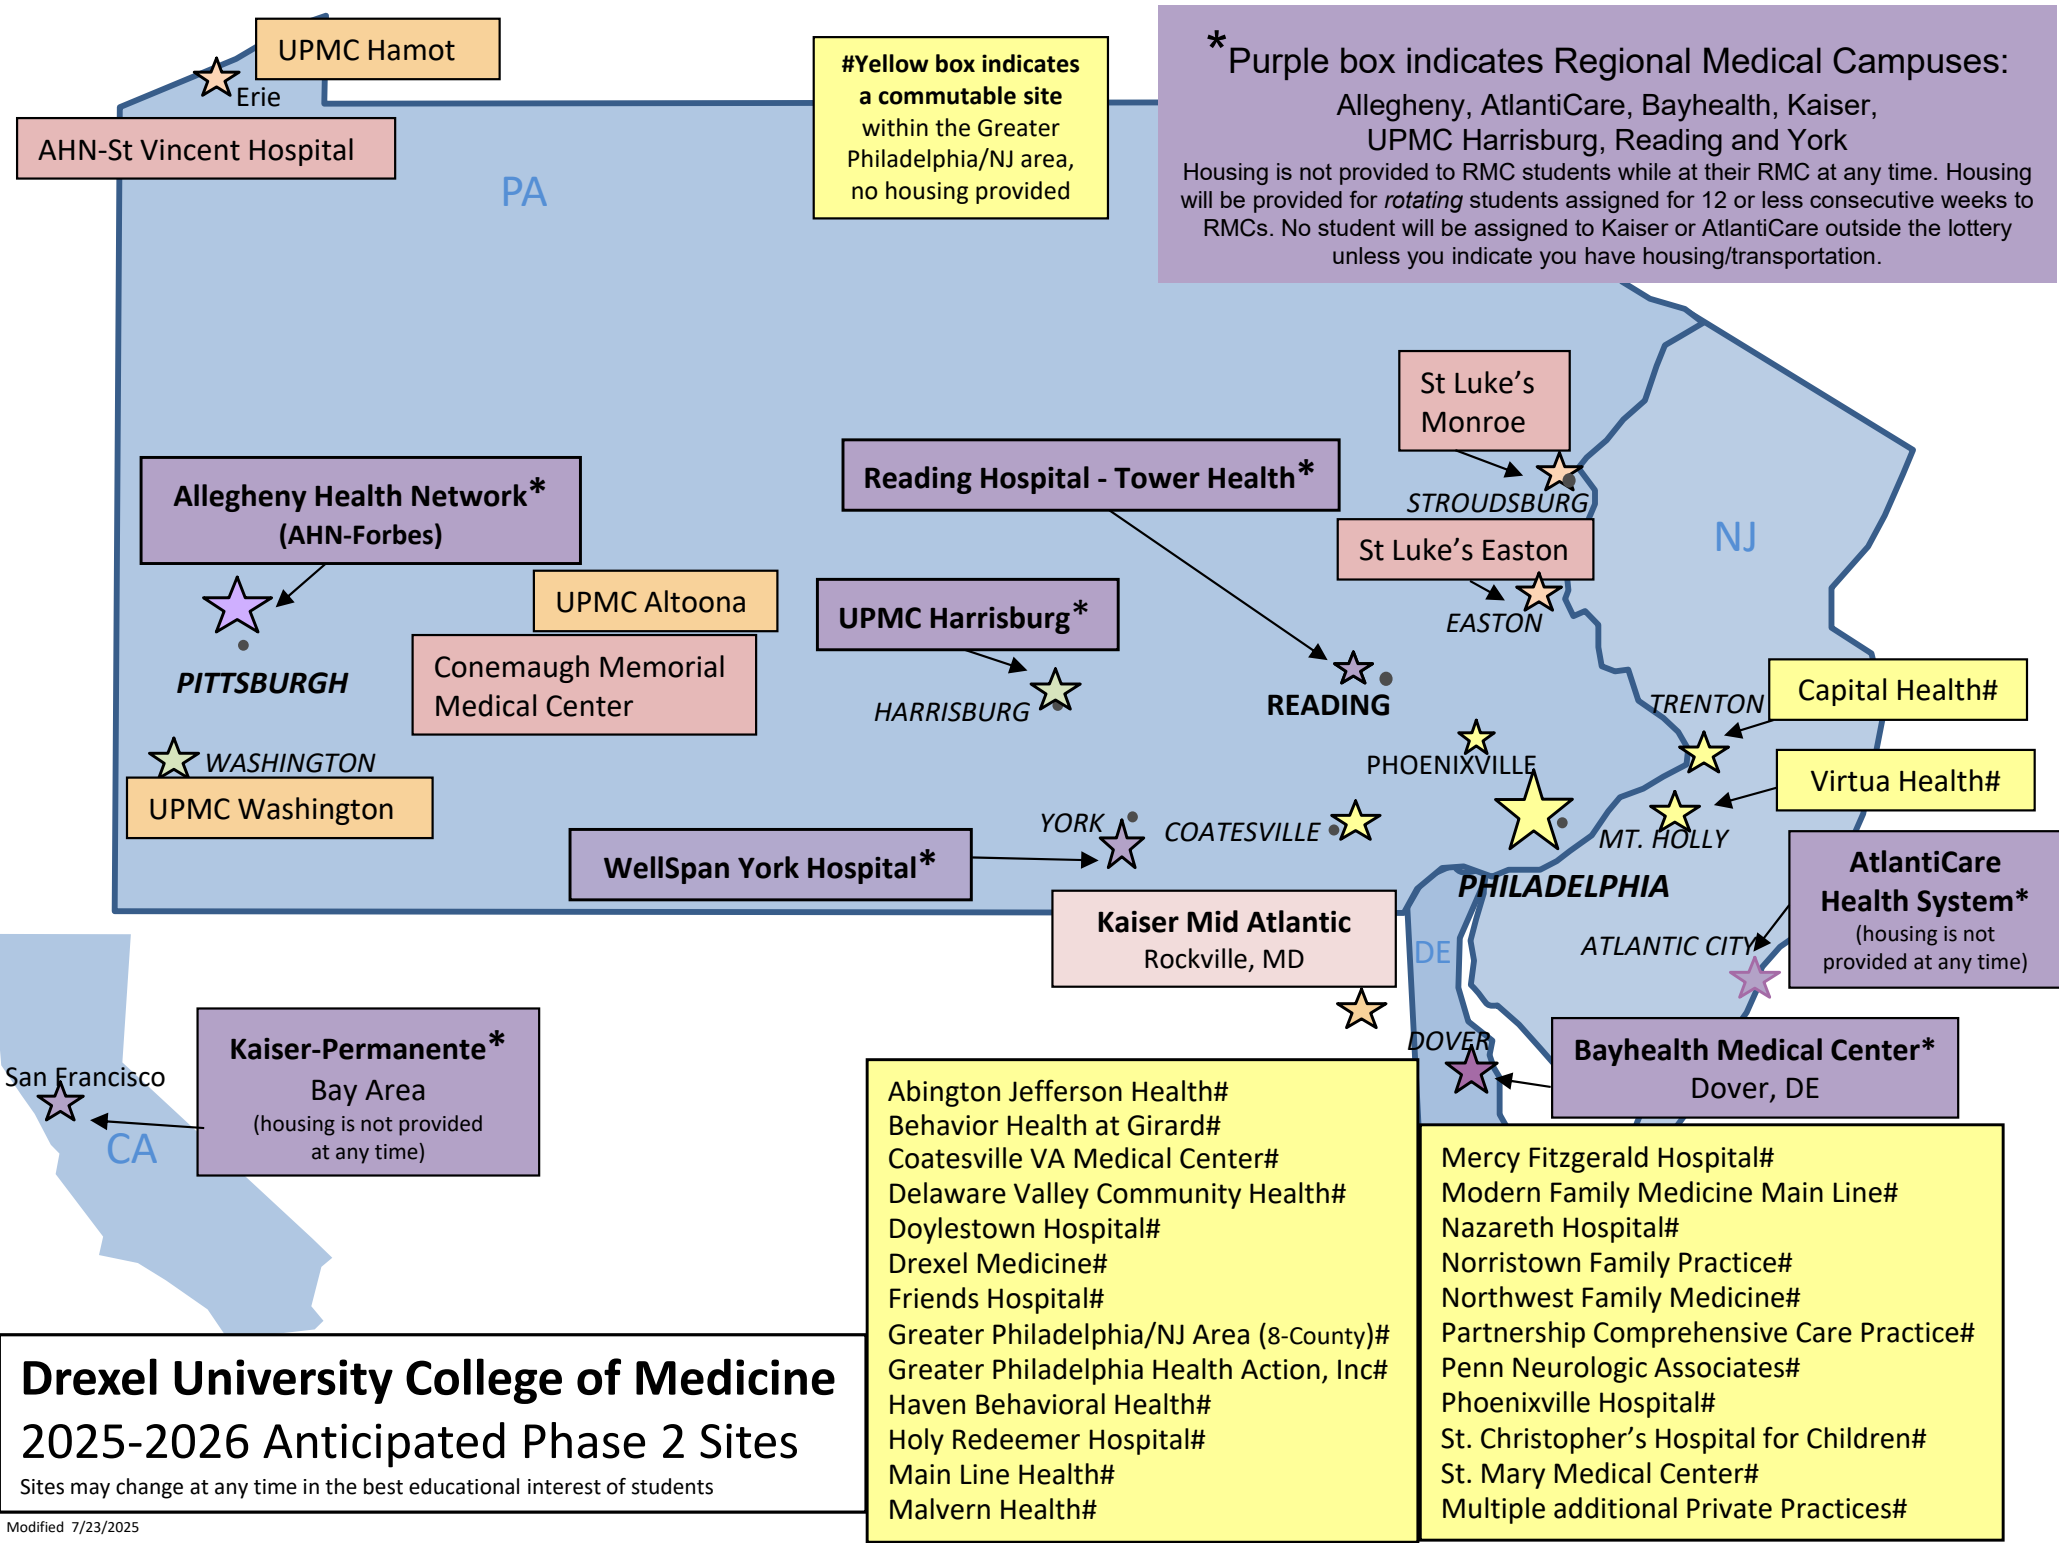 UPMC Hamot
Erie
AHN-St Vincent Hospital
PA
#Yellow box indicates
a commutable site
within the Greater
Philadelphia/NJ area,
no housing provided
*Purple box indicates Regional Medical Campuses:
Allegheny, AtlantiCare, Bayhealth, Kaiser,
UPMC Harrisburg, Reading and York
Housing is not provided to RMC students while at their RMC at any time. Housing
will be provided for rotating students assigned for 12 or less consecutive weeks to
RMCs. No student will be assigned to Kaiser or AtlantiCare outside the lottery
unless you indicate you have housing/transportation.
St Luke’s
Monroe
STROUDSBURG
Allegheny Health Network*
(AHN-Forbes)
Reading Hospital - Tower Health*
NJ
St Luke’s Easton
EASTON
UPMC Altoona
UPMC Harrisburg*
PITTSBURGH
Conemaugh Memorial
Medical Center
HARRISBURG
READING
TRENTON
Capital Health#
WASHINGTON
UPMC Washington
PHOENIXVILLE
Virtua Health#
YORK
COATESVILLE
MT. HOLLY
WellSpan York Hospital*
PHILADELPHIA
AtlantiCare
Health System*
(housing is not
provided at any time)
Kaiser Mid Atlantic
Rockville, MD
DE
ATLANTIC CITY
DOVER
Bayhealth Medical Center*
Dover, DE
San Francisco
CA
Kaiser-Permanente*
Bay Area
(housing is not provided
at any time)
Abington Jefferson Health#
Behavior Health at Girard#
Coatesville VA Medical Center#
Delaware Valley Community Health#
Doylestown Hospital#
Drexel Medicine#
Friends Hospital#
Greater Philadelphia/NJ Area (8-County)#
Greater Philadelphia Health Action, Inc#
Haven Behavioral Health#
Holy Redeemer Hospital#
Main Line Health#
Malvern Health#
Mercy Fitzgerald Hospital#
Modern Family Medicine Main Line#
Nazareth Hospital#
Norristown Family Practice#
Northwest Family Medicine#
Partnership Comprehensive Care Practice#
Penn Neurologic Associates#
Phoenixville Hospital#
St. Christopher’s Hospital for Children#
St. Mary Medical Center#
Multiple additional Private Practices#
Drexel University College of Medicine
2025-2026 Anticipated Phase 2 Sites
Sites may change at any time in the best educational interest of students
Modified 7/23/2025